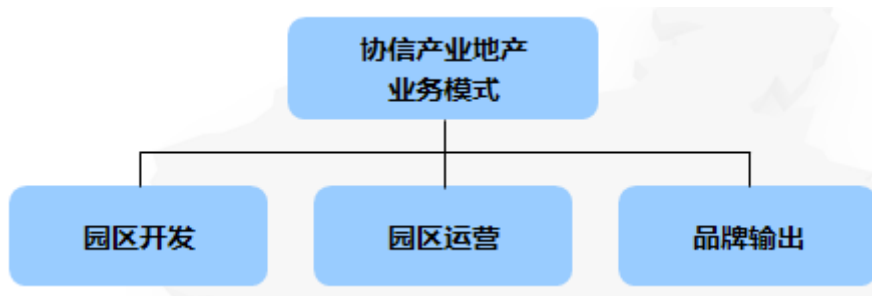 协信产业地产
业务模式
园区开发
园区运营
品牌输出